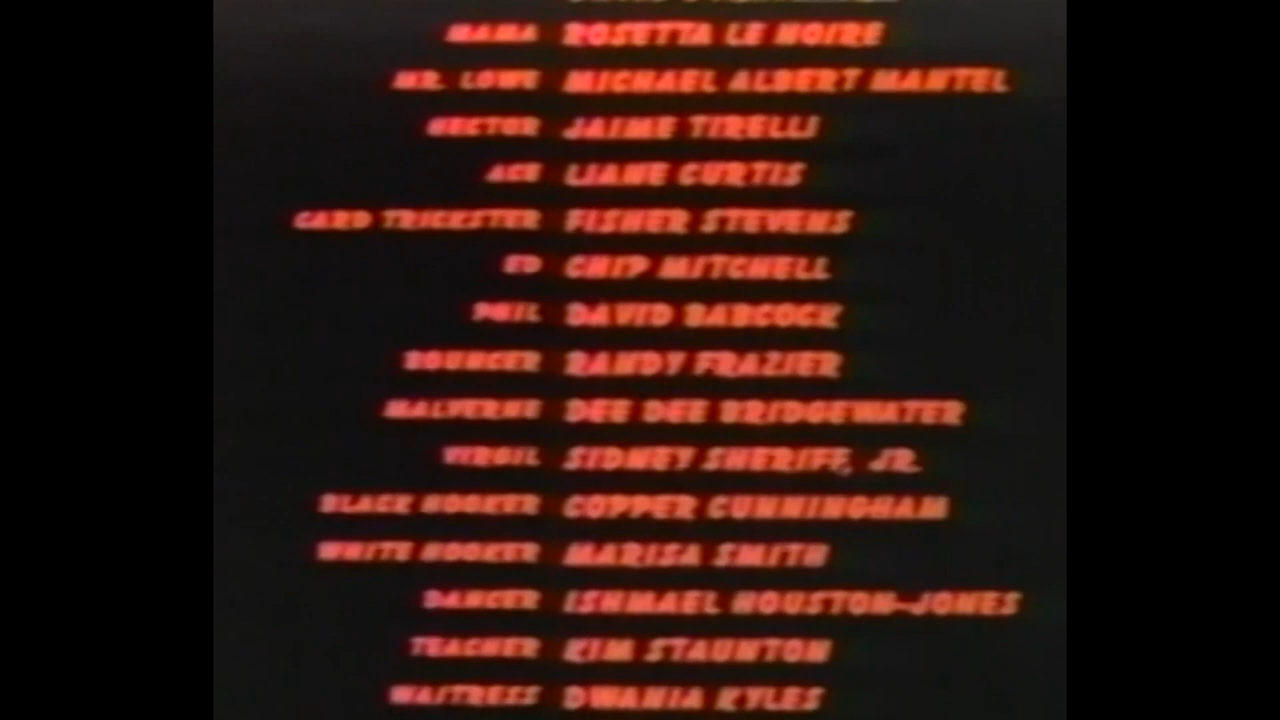 MAMA ROSETTA LE NOIRE
MR. LOWE MICHAEL ALBERT MANTEL
HECTOR JAIME TIRELLI
ACE LIANE CURTIS
CARD TRICKSTER FISHER STEVENS
ED CHIP MITCHELL
PHIL DAVID BABCOCK
BOUNCER RANDY FRAZIER
MALVERNE DEE DEE BRIDGEWATER
VIRGIL SIDNEY SHERIFF, JR.
BLACK HOOKER COPPER CUNNINGHAM
WHITE HOOKER MARISA SMITH
DANCER ISHMAEL HOUSTON-JONES
TEACHER KIM STAUNTON
WAITRESS DWANIA KYLES